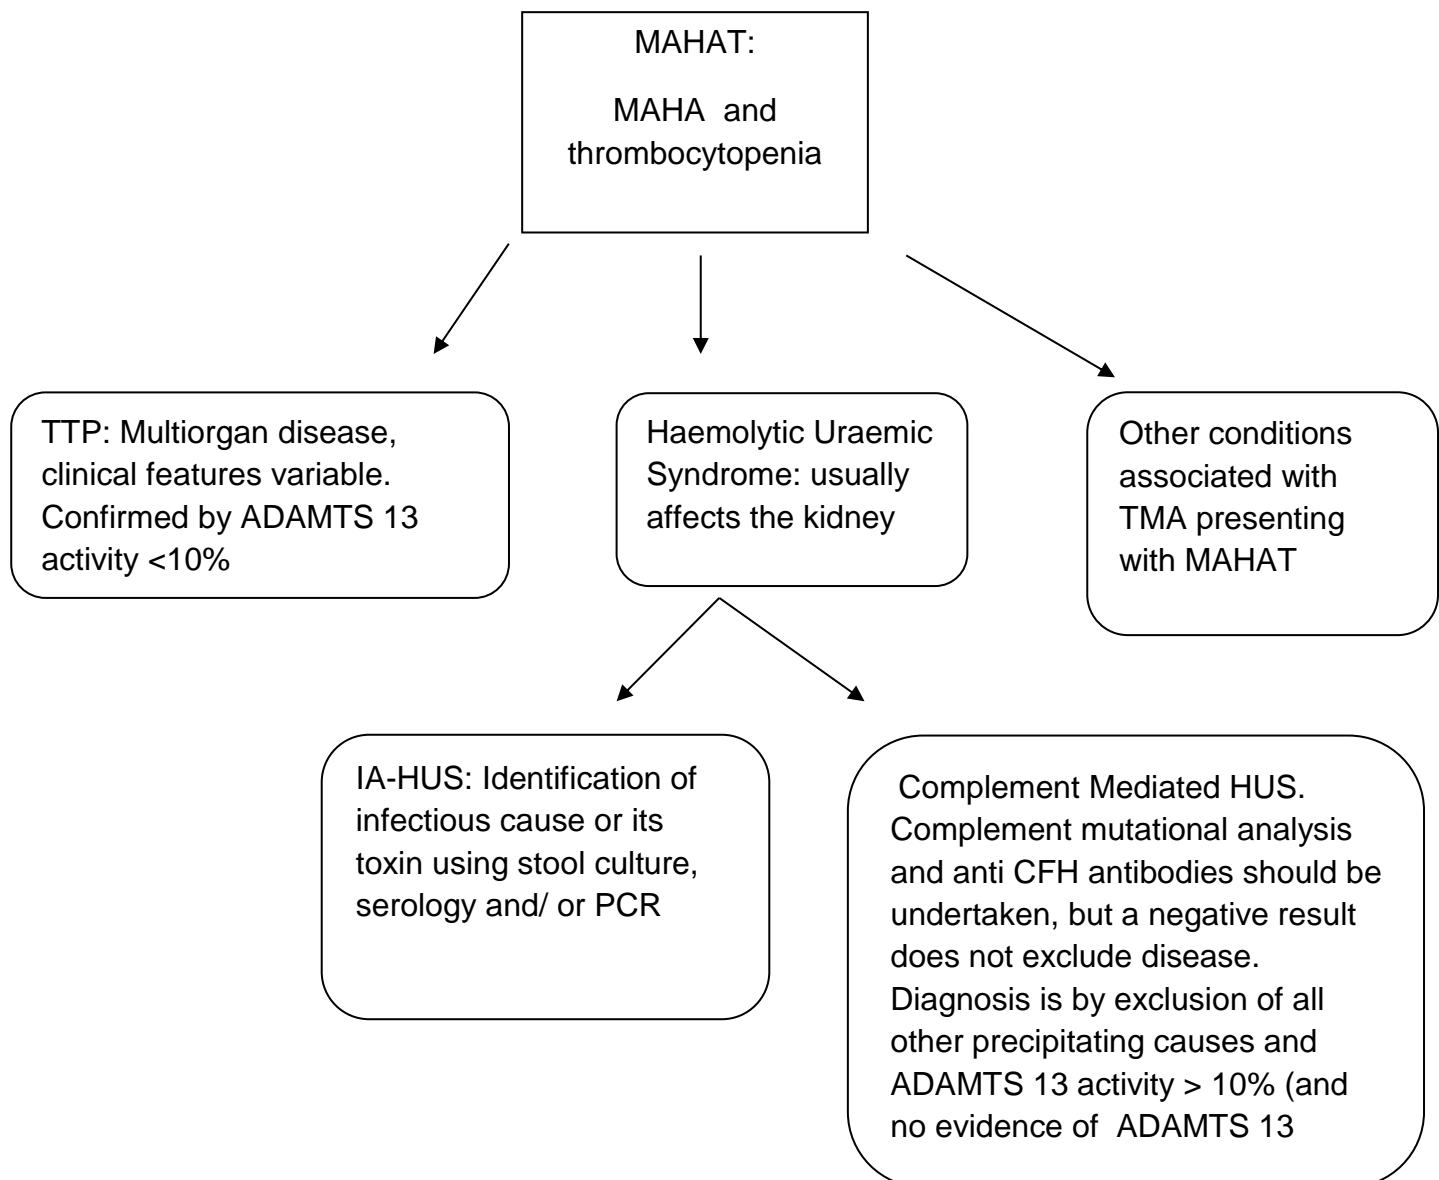 MAHAT:
MAHA and
thrombocytopenia
TTP: Multiorgan disease,
clinical features variable.
Confirmed by ADAMTS 13
activity <10%
Haemolytic Uraemic
Syndrome: usually
affects the kidney
Other conditions
associated with
TMA presenting
with MAHAT
IA-HUS: Identification of
infectious cause or its
toxin using stool culture,
serology and/ or PCR
Complement Mediated HUS.
Complement mutational analysis
and anti CFH antibodies should be
undertaken, but a negative result
does not exclude disease.
Diagnosis is by exclusion of all
other precipitating causes and
ADAMTS 13 activity > 10% (and
no evidence of ADAMTS 13